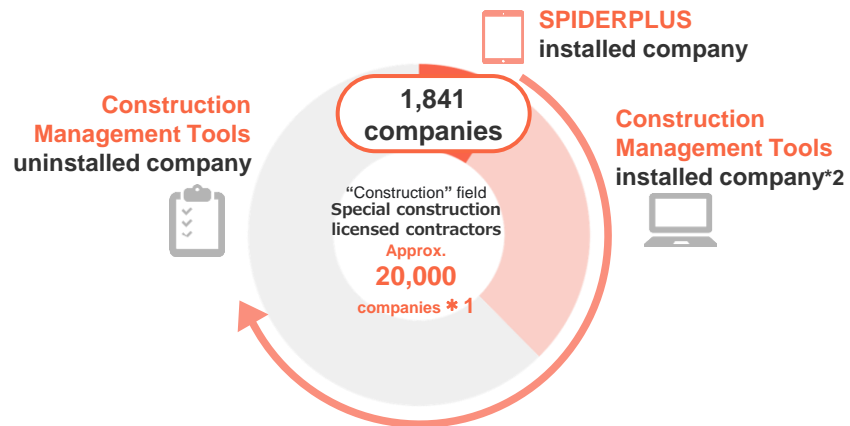 SPIDERPLUS
installed company
1,841
companies
Construction
Management Tools
uninstalled company
Construction
Management Tools
installed company*2
“Construction” field
Special construction
licensed contractors
Approx.
20,000
companies ＊1